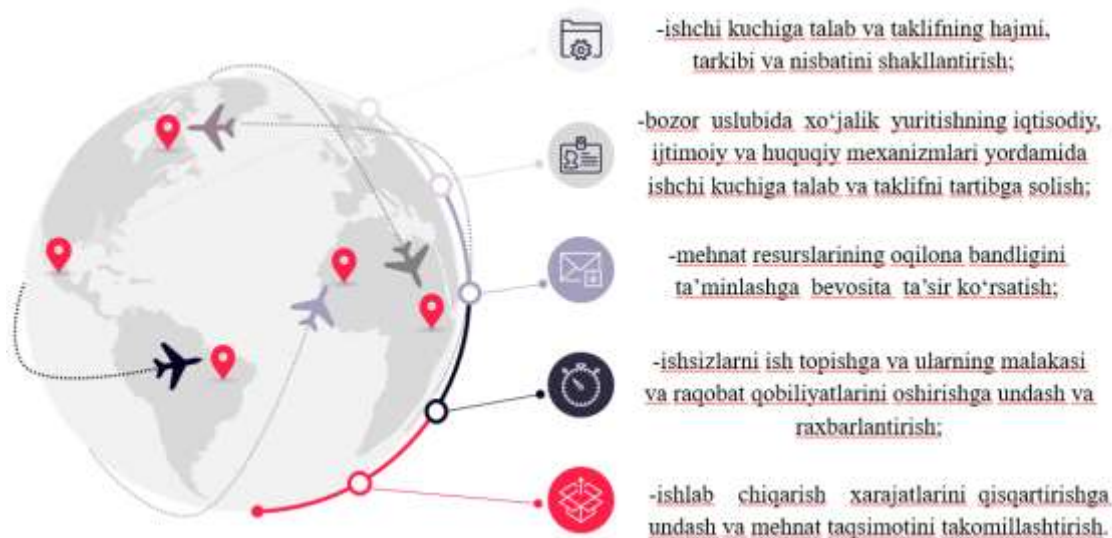 -ishchi kuchiga talab va taklifning hajmi,
tarkibi va nisbatini shakllantirish;
-bozor uslubida xo‘jalik yuritishning iqtisodiy,
ijtimoiy va huquqiy mexanizmlari yordamida
ishchi kuchiga talab va taklifni tartibga solish;
-mehnat resurslarining oqilona bandligini
ta’minlashga bevosita ta’sir ko‘rsatish;
-ishsizlarni ish topishga va ularning malakasi
va raqobat qobiliyatlarini oshirishga undash va
raxbarlantirish;
-ishlab chiqarish xarajatlarini qisqartirishga
undash va mehnat taqsimotini takomillashtirish.